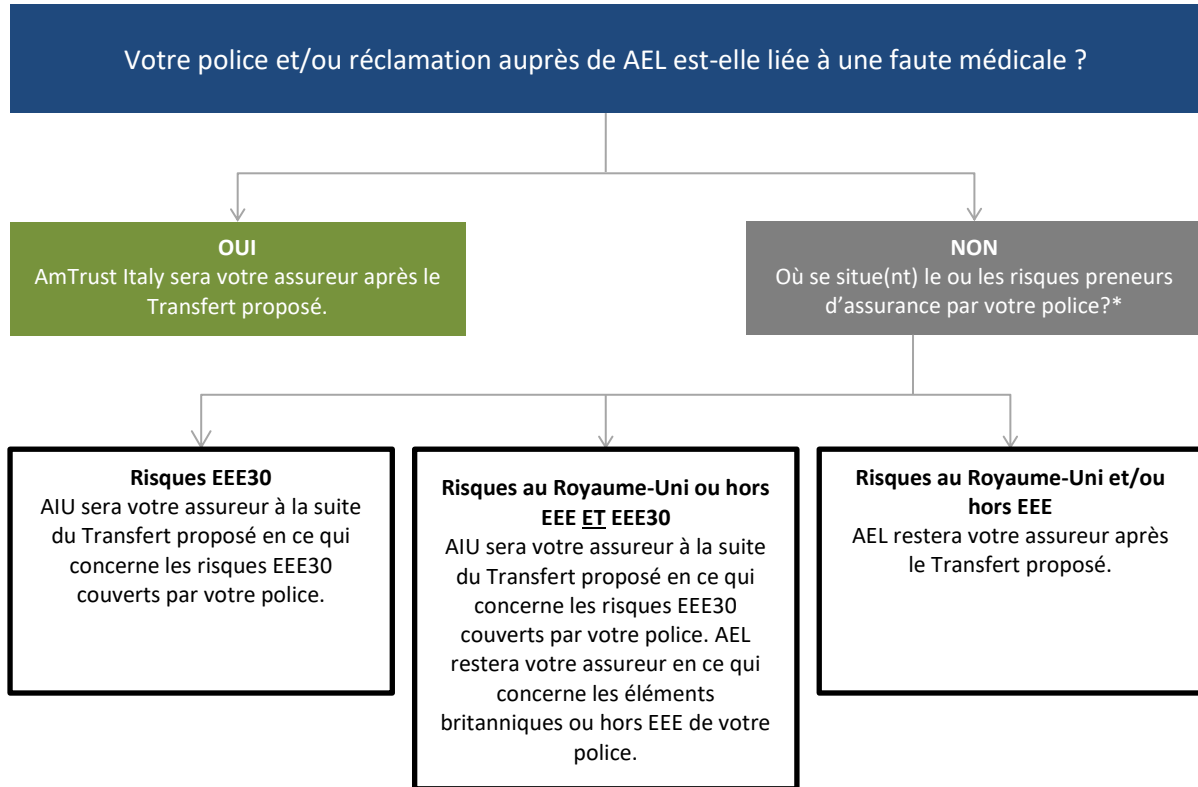 Votre police et/ou réclamation auprès de AEL est-elle liée à une faute médicale ?
OUI
AmTrust Italy sera votre assureur après le
Transfert proposé.
NON
Où se situe(nt) le ou les risques preneurs
d’assurance par votre police?*
Risques EEE30
AIU sera votre assureur à la suite
du Transfert proposé en ce qui
concerne les risques EEE30
couverts par votre police.
Risques au Royaume-Uni ou hors
EEE ET EEE30
AIU sera votre assureur à la suite
du Transfert proposé en ce qui
concerne les risques EEE30
couverts par votre police. AEL
restera votre assureur en ce qui
concerne les éléments
britanniques ou hors EEE de votre
police.
Risques au Royaume-Uni et/ou
hors EEE
AEL restera votre assureur après
le Transfert proposé.